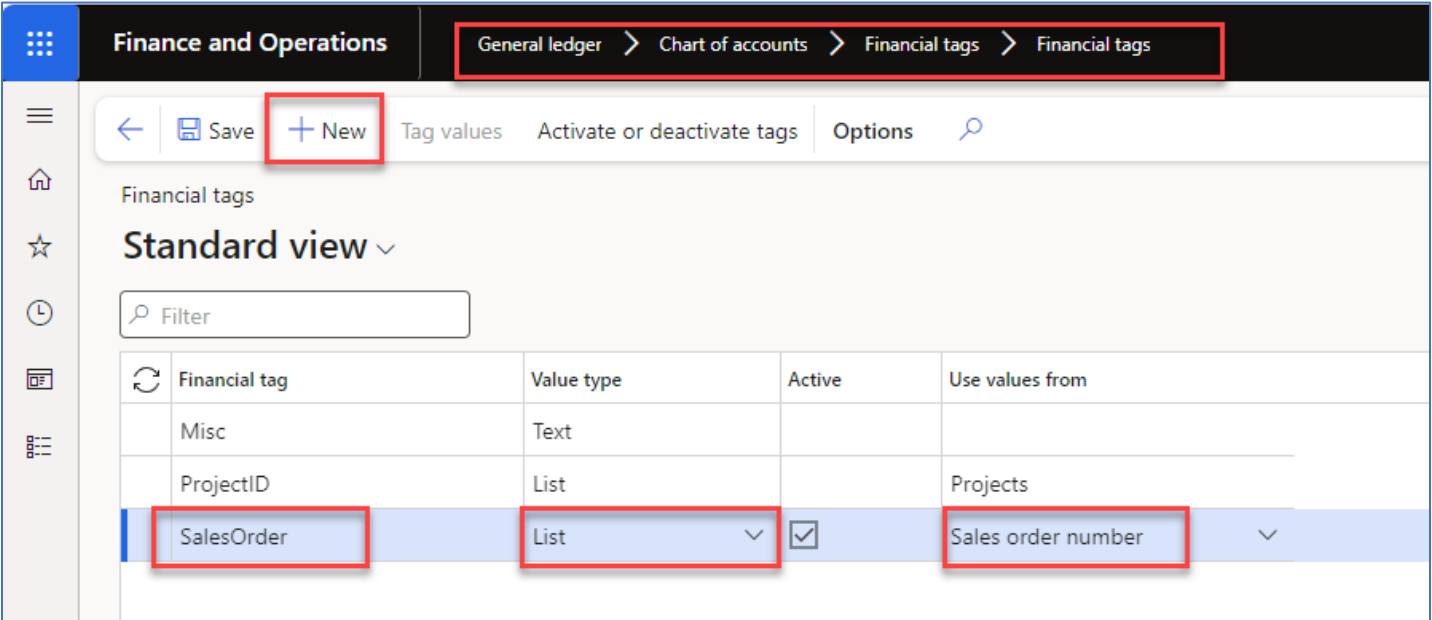 Finance and Operations General ledger > Chart of accounts > Financial tags > Financial tags
Save + New Tag values Activate or deactivate tags Options
Financial tags
Standard view
Filter
Financial tag Value type Active Use values from
Misc Text
ProjectID List Projects
SalesOrder List Sales order number